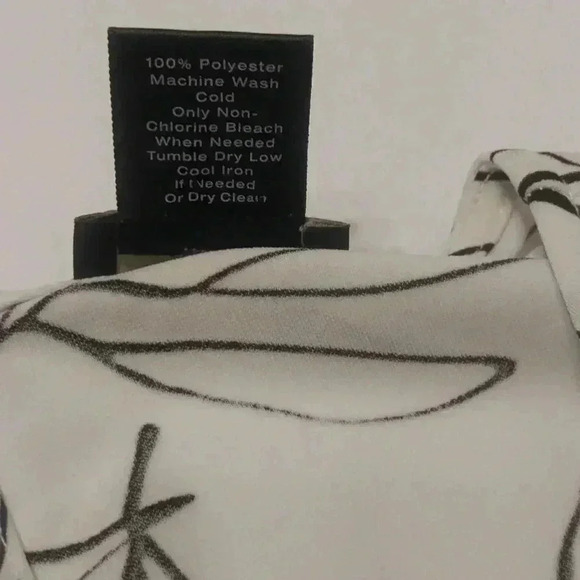 100% Polyester
Machine Wash
Cold
Only Non-
Chlorine Bleach
When Needed
Tumble Dry Low
Cool Iron
If Needed
Or Dry Clean